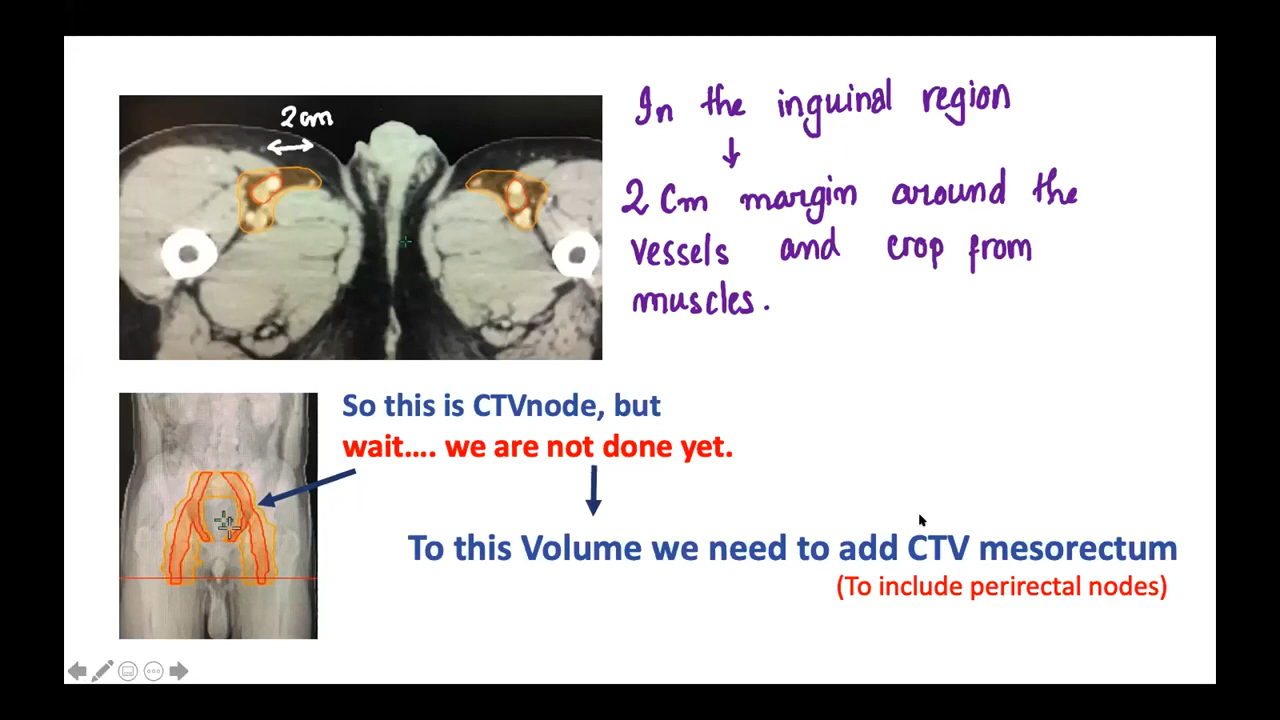 2cm
In the inguinal region
2 Cm margin around the
vessels and crop from
muscles.
So this is CTVnode, but
wait.... we are not done yet.
To this Volume we need to add CTV mesorectum
(To include perirectal nodes)